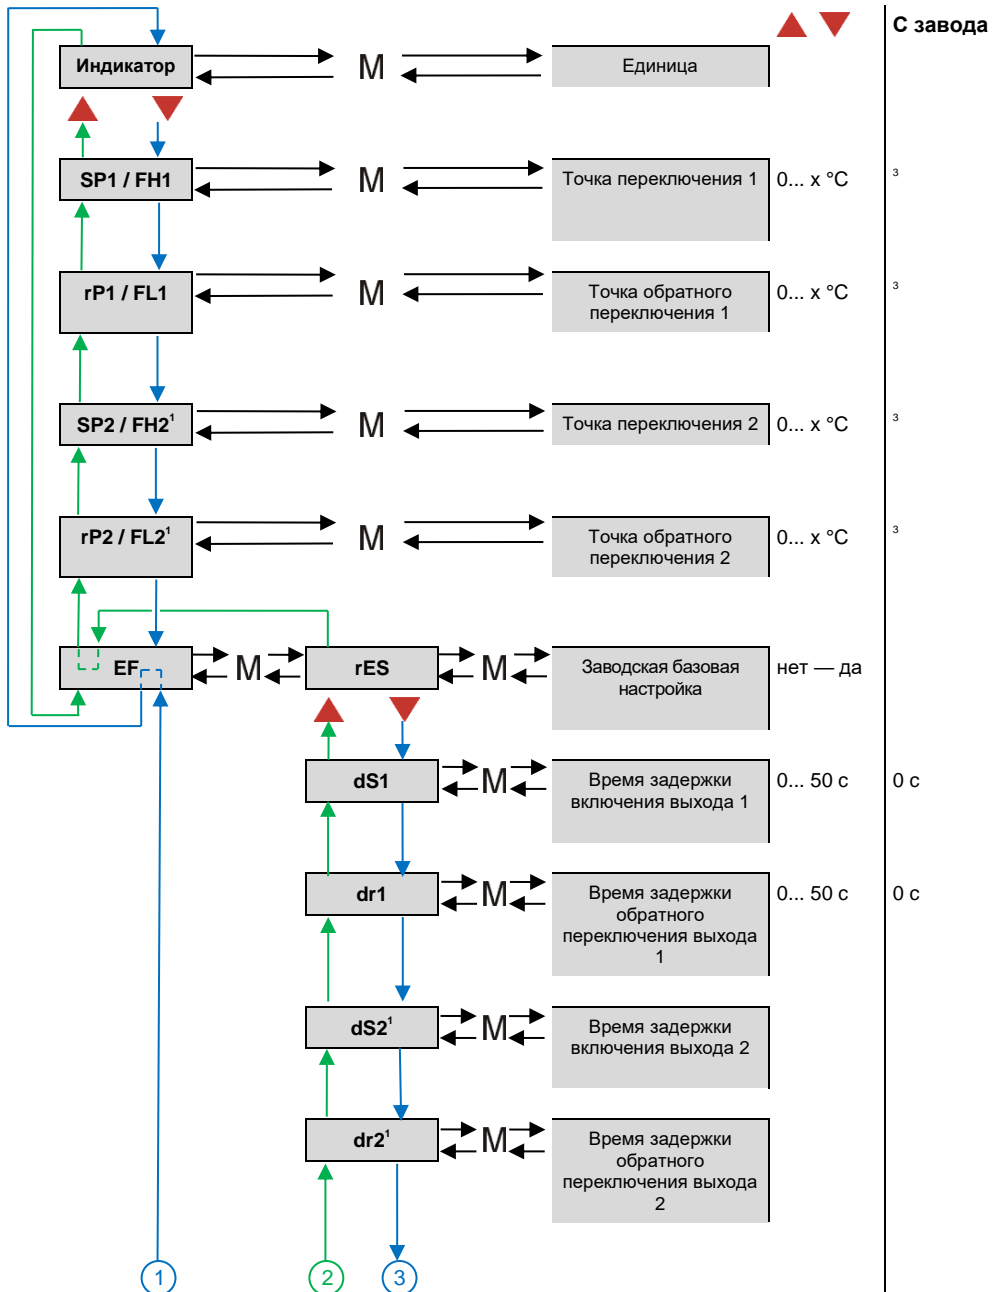 С завода
Индикатор M Единица
SP1 / FH1 M Точка переключения 1 0... x °C ³
rP1 / FL1 M Точка обратного переключения 1 0... x °C ³
SP2 / FH2¹ M Точка переключения 2 0... x °C ³
rP2 / FL2¹ M Точка обратного переключения 2 0... x °C ³
EF M rES M Заводская базовая настройка нет — да
dS1 M Время задержки включения выхода 1 0... 50 с 0 с
dr1 M Время задержки обратного переключения выхода 1 0... 50 с 0 с
dS2¹ M Время задержки включения выхода 2
dr2¹ M Время задержки обратного переключения выхода 2
1 2 3